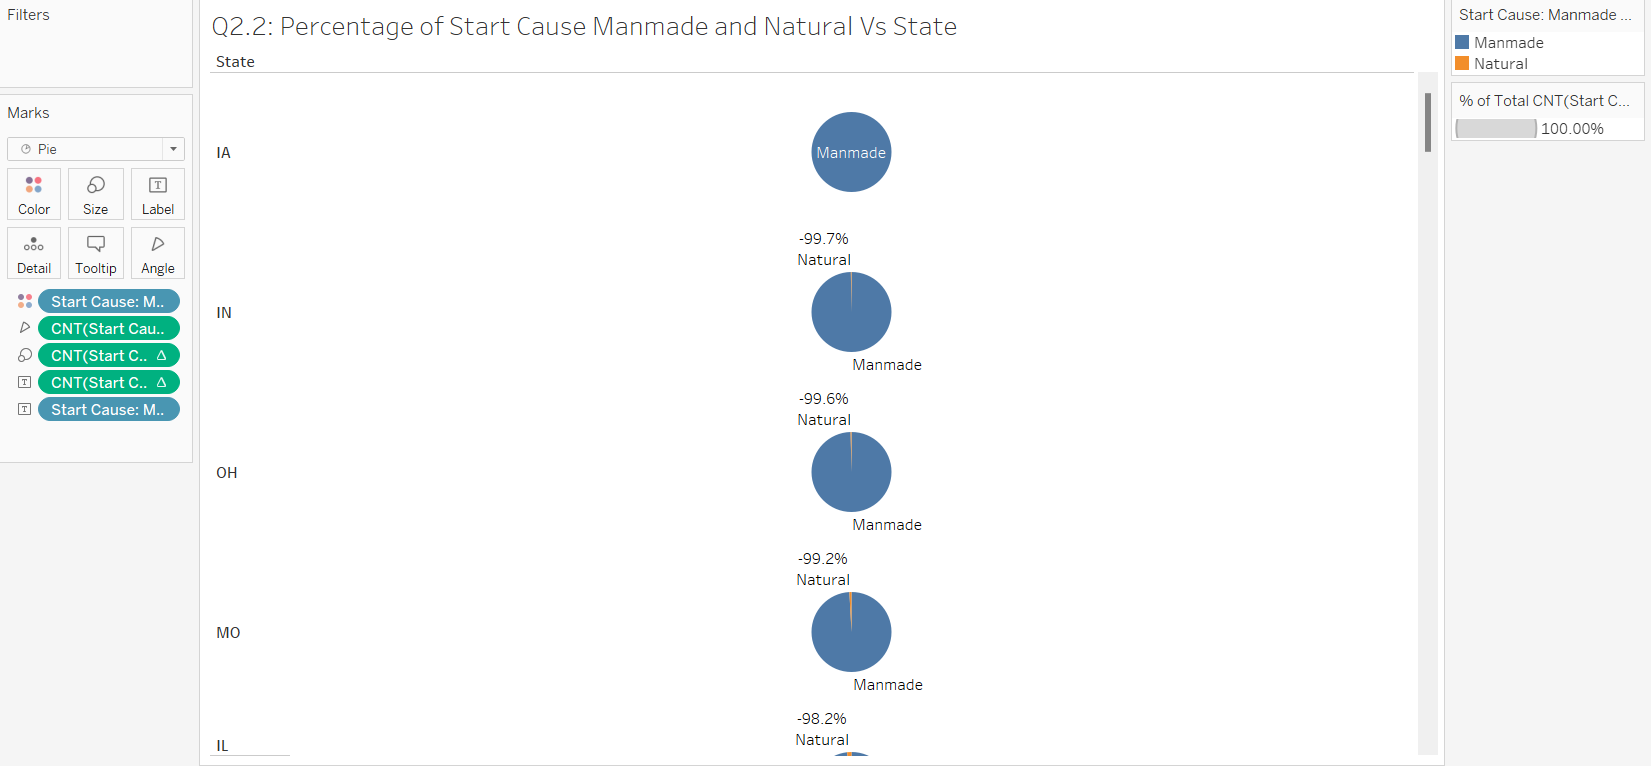 Filters
Marks
Pie
Color
Size
Label
Detail
Tooltip
Angle
Start Cause: M..
CNT(Start Cau..
CNT(Start C.. Δ
CNT(Start C.. Δ
Start Cause: M..
Q2.2: Percentage of Start Cause Manmade and Natural Vs State
State
IA
Manmade
-99.7%
Natural
IN
Manmade
-99.6%
Natural
OH
Manmade
-99.2%
Natural
MO
Manmade
-98.2%
Natural
IL
Start Cause: Manmade ...
Manmade
Natural
% of Total CNT(Start C...
100.00%